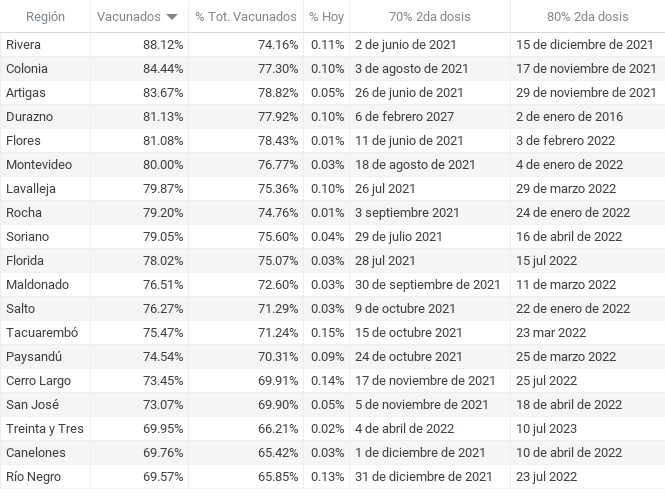 Región Vacunados % Tot. Vacunados % Hoy 70% 2da dosis 80% 2da dosis
Rivera 88.12% 74.16% 0.11% 2 de junio de 2021 15 de diciembre de 2021
Colonia 84.44% 77.30% 0.10% 3 de agosto de 2021 17 de noviembre de 2021
Artigas 83.67% 78.82% 0.05% 26 de junio de 2021 29 de noviembre de 2021
Durazno 81.13% 77.92% 0.10% 6 de febrero 2027 2 de enero de 2016
Flores 81.08% 78.43% 0.01% 11 de junio de 2021 3 de febrero 2022
Montevideo 80.00% 76.77% 0.03% 18 de agosto de 2021 4 de enero de 2022
Lavalleja 79.87% 75.36% 0.10% 26 jul 2021 29 de marzo 2022
Rocha 79.20% 74.76% 0.01% 3 septiembre 2021 24 de enero de 2022
Soriano 79.05% 75.60% 0.04% 29 de julio 2021 16 de abril de 2022
Florida 78.02% 75.07% 0.03% 28 jul 2021 15 jul 2022
Maldonado 76.51% 72.60% 0.03% 30 de septiembre de 2021 11 de marzo 2022
Salto 76.27% 71.29% 0.03% 9 de octubre 2021 22 de enero de 2022
Tacuarembó 75.47% 71.24% 0.15% 15 de octubre 2021 23 mar 2022
Paysandú 74.54% 70.31% 0.09% 24 de octubre 2021 25 de marzo 2022
Cerro Largo 73.45% 69.91% 0.14% 17 de noviembre de 2021 25 jul 2022
San José 73.07% 69.90% 0.05% 5 de noviembre de 2021 18 de abril de 2022
Treinta y Tres 69.95% 66.21% 0.02% 4 de abril de 2022 10 jul 2023
Canelones 69.76% 65.42% 0.03% 1 de diciembre de 2021 10 de abril de 2022
Río Negro 69.57% 65.85% 0.13% 31 de diciembre de 2021 23 jul 2022